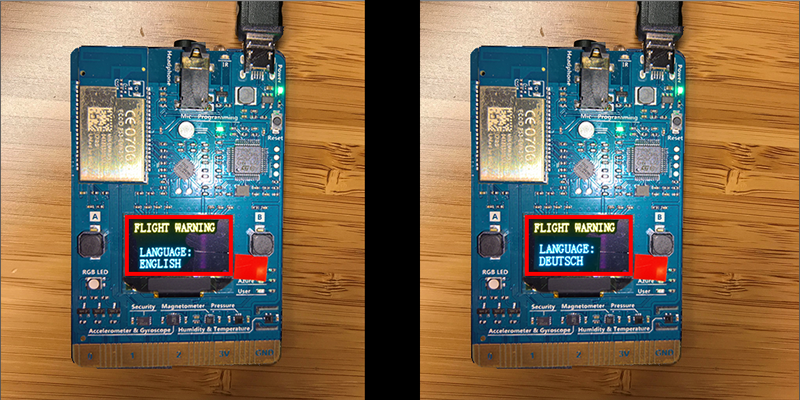 Headphone
IR
Power
Mic
Programming
Reset
CE0700
A
B
FLIGHT WARNING
LANGUAGE:
ENGLISH
RGB LED
Azure
User
Security Magnetometer Pressure
Accelerometer & Gyroscope Humidity & Temperature
Headphone
IR
Power
Mic
Programming
Reset
CE0700
A
B
FLIGHT WARNING
LANGUAGE:
DEUTSCH
RGB LED
Azure
User
Security Magnetometer Pressure
Accelerometer & Gyroscope Humidity & Temperature